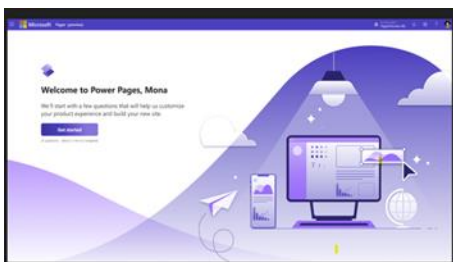 Microsoft Power Pages (preview)
Welcome to Power Pages, Mona
We'll start with a few questions that will help us customize
your product experience and build your new site.
Get started